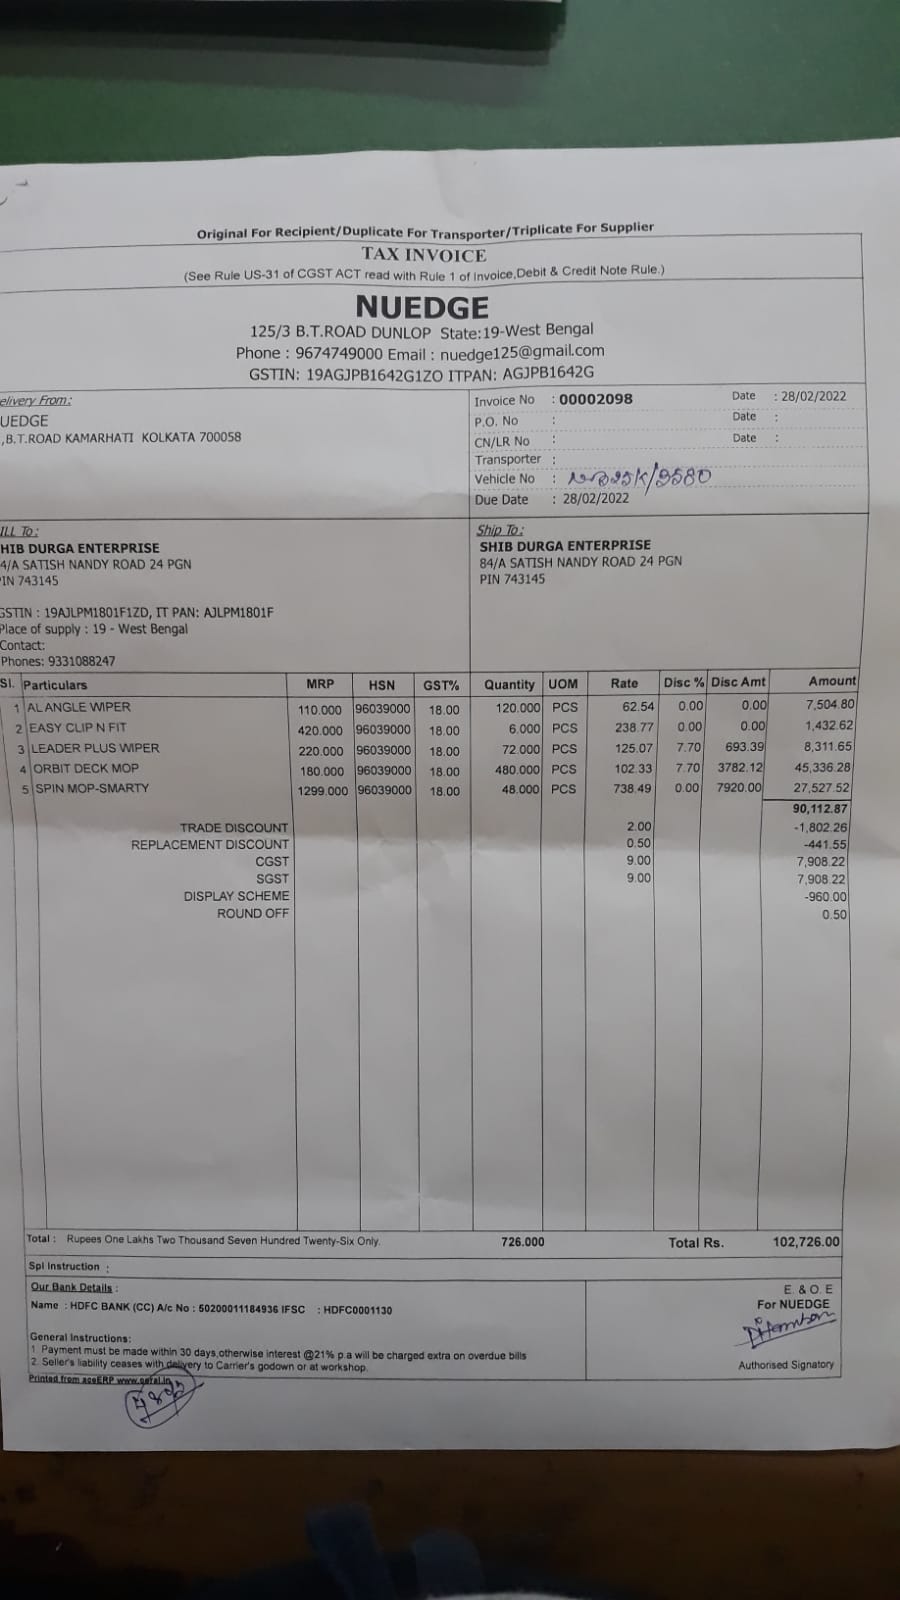 Original For Recipient/Duplicate For Transporter/Triplicate For Supplier
TAX INVOICE
(See Rule US-31 of CGST ACT read with Rule 1 of Invoice,Debit & Credit Note Rule.)
NUEDGE
125/3 B.T.ROAD DUNLOP State:19-West Bengal
Phone : 9674749000 Email : nuedge125@gmail.com
GSTIN: 19AGJPB1642G1ZO ITPAN: AGJPB1642G
elivery From:
UEDGE
,B.T.ROAD KAMARHATI KOLKATA 700058
Invoice No : 00002098 Date : 28/02/2022
P.O. No : Date :
CN/LR No : Date :
Transporter :
Vehicle No :
Due Date : 28/02/2022
ILL To :
HIB DURGA ENTERPRISE
4/A SATISH NANDY ROAD 24 PGN
PIN 743145
GSTIN : 19AJLPM1801F1ZD, IT PAN: AJLPM1801F
Place of supply : 19 - West Bengal
Contact:
Phones: 9331088247
Ship To :
SHIB DURGA ENTERPRISE
84/A SATISH NANDY ROAD 24 PGN
PIN 743145
Sl. Particulars MRP HSN GST% Quantity UOM Rate Disc % Disc Amt Amount
1 AL ANGLE WIPER 110.000 96039000 18.00 120.000 PCS 62.54 0.00 0.00 7,504.80
2 EASY CLIP N FIT 420.000 96039000 18.00 6.000 PCS 238.77 0.00 0.00 1,432.62
3 LEADER PLUS WIPER 220.000 96039000 18.00 72.000 PCS 125.07 7.70 693.39 8,311.65
4 ORBIT DECK MOP 180.000 96039000 18.00 480.000 PCS 102.33 7.70 3782.12 45,336.28
5 SPIN MOP-SMARTY 1299.000 96039000 18.00 48.000 PCS 738.49 0.00 7920.00 27,527.52
90,112.87
TRADE DISCOUNT 2.00 -1,802.26
REPLACEMENT DISCOUNT 0.50 -441.55
CGST 9.00 7,908.22
SGST 9.00 7,908.22
DISPLAY SCHEME -960.00
ROUND OFF 0.50
Total : Rupees One Lakhs Two Thousand Seven Hundred Twenty-Six Only. 726.000 Total Rs. 102,726.00
Spl Instruction :
Our Bank Details :
Name : HDFC BANK (CC) A/c No : 50200011184936 IFSC : HDFC0001130
E. & O. E
For NUEDGE
Authorised Signatory
General Instructions:
1. Payment must be made within 30 days,otherwise interest @21% p.a will be charged extra on overdue bills
2. Seller's liability ceases with delivery to Carrier's godown or at workshop.
Printed from aceERP